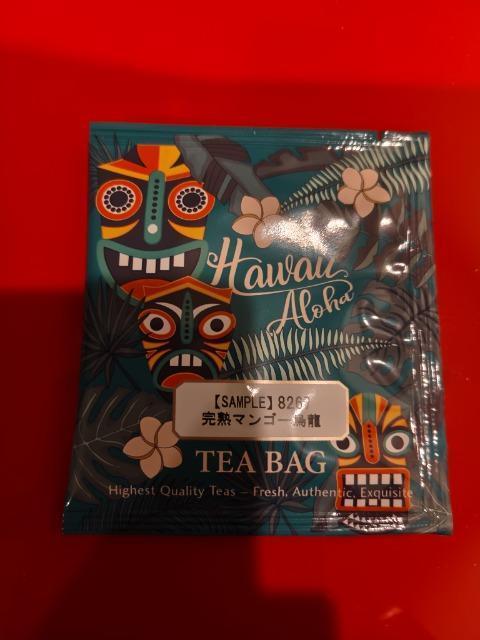 Hawaii
Aloha
【SAMPLE】
完熟マンゴー烏龍
TEA BAG
Highest Quality Teas – Fresh, Authentic, Exquisite